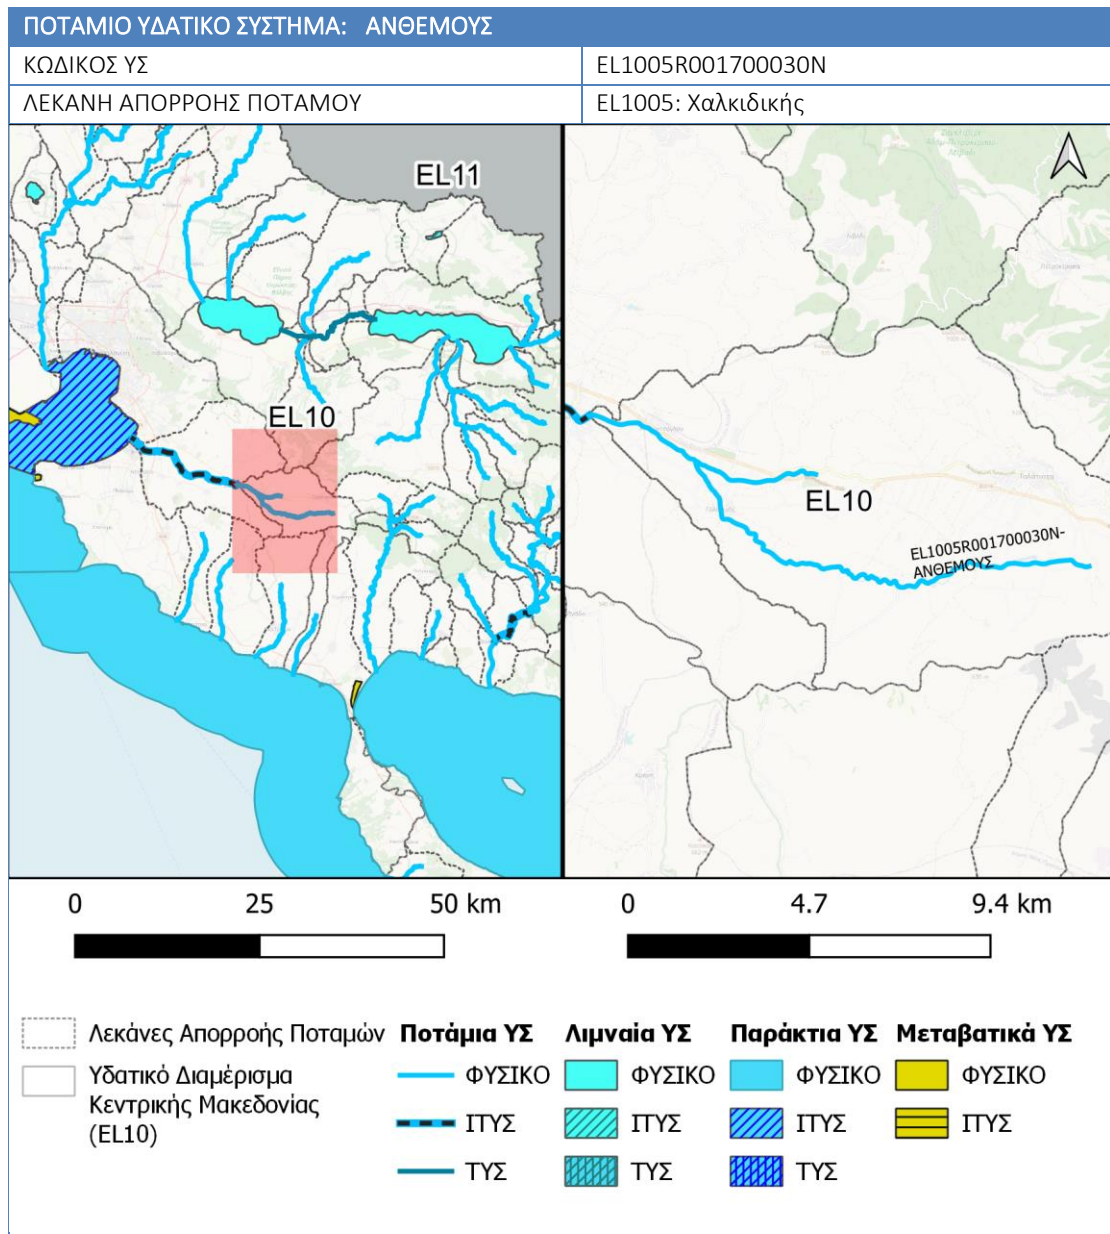 ΠΟΤΑΜΙΟ ΥΔΑΤΙΚΟ ΣΥΣΤΗΜΑ: ΑΝΘΕΜΟΥΣ
ΚΩΔΙΚΟΣ ΥΣ EL1005R001700030N
ΛΕΚΑΝΗ ΑΠΟΡΡΟΗΣ ΠΟΤΑΜΟΥ EL1005: Χαλκιδικής
EL11
EL10
EL10
EL1005R001700030N-
ΑΝΘΕΜΟΥΣ
0 25 50 km
0 4.7 9.4 km
Λεκάνες Απορροής Ποταμών
Υδατικό Διαμέρισμα
Κεντρικής Μακεδονίας
(EL10)
Ποτάμια ΥΣ
ΦΥΣΙΚΟ
ΙΤΥΣ
ΤΥΣ
Λιμναία ΥΣ
ΦΥΣΙΚΟ
ΙΤΥΣ
ΤΥΣ
Παράκτια ΥΣ
ΦΥΣΙΚΟ
ΙΤΥΣ
ΤΥΣ
Μεταβατικά ΥΣ
ΦΥΣΙΚΟ
ΙΤΥΣ